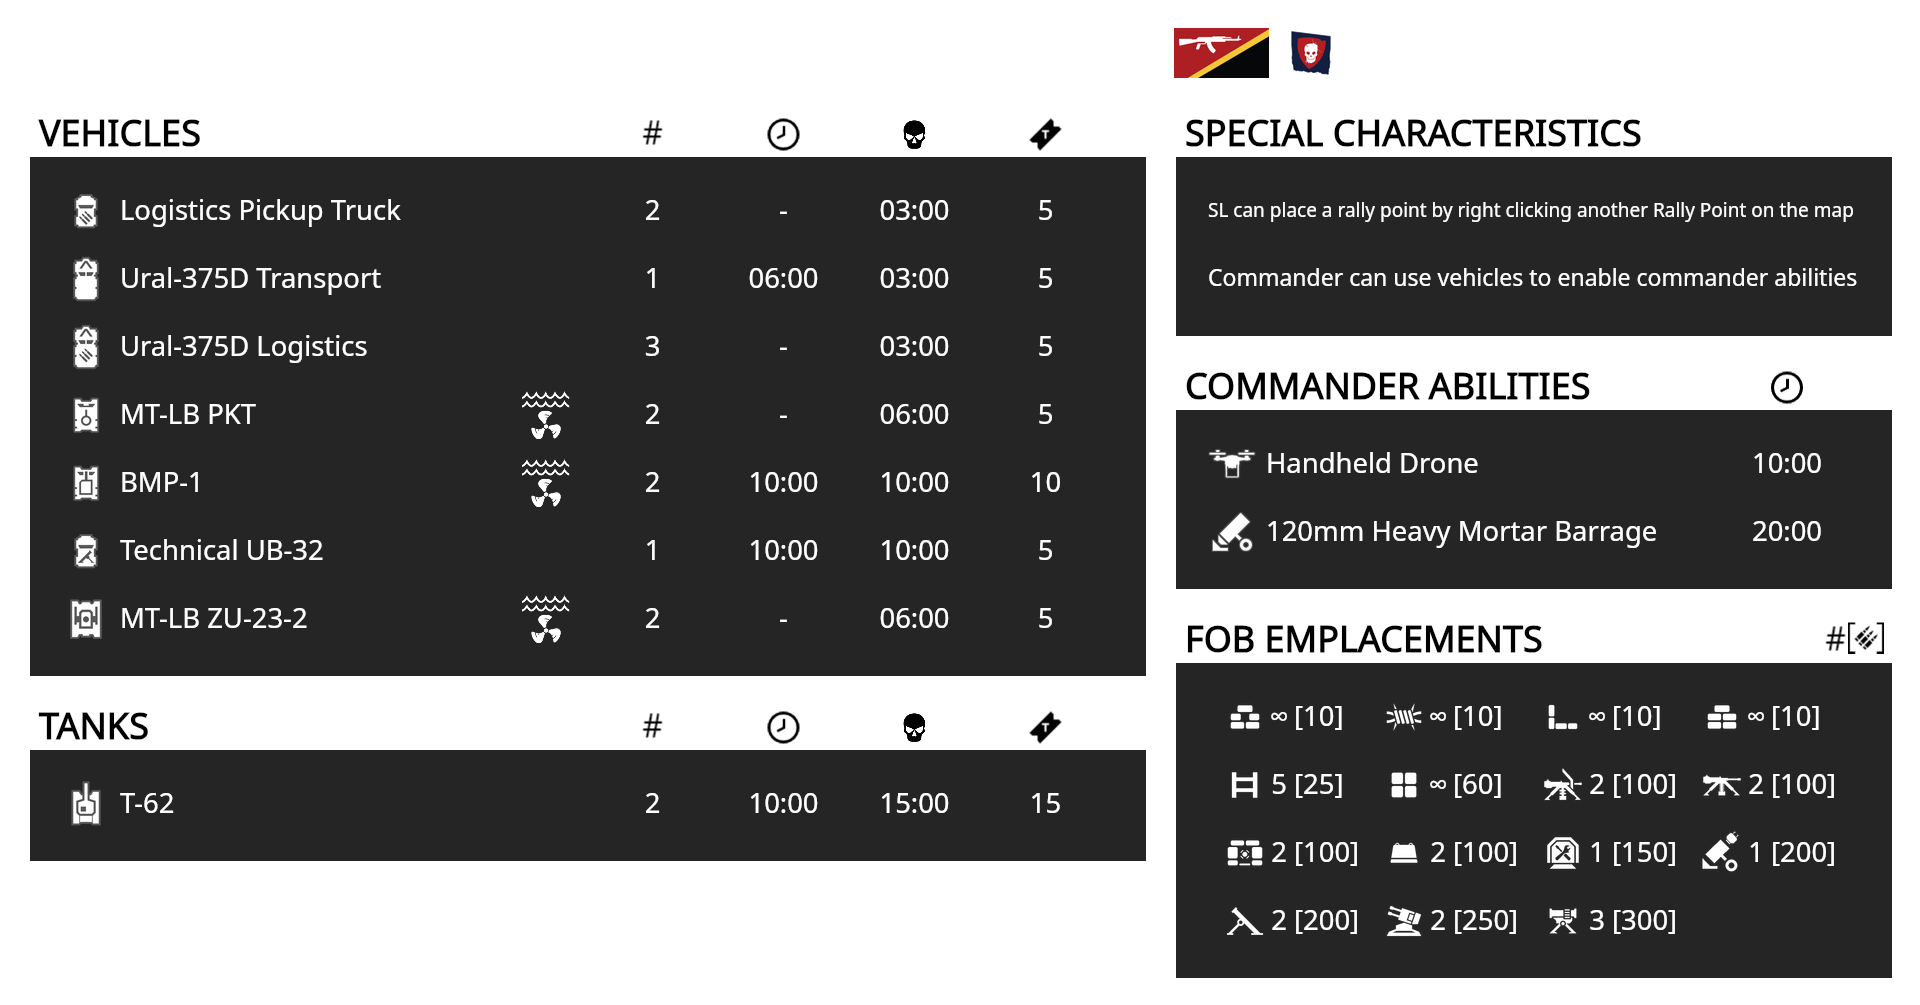 VEHICLES #
Logistics Pickup Truck 2 - 03:00 5
Ural-375D Transport 1 06:00 03:00 5
Ural-375D Logistics 3 - 03:00 5
MT-LB PKT 2 - 06:00 5
BMP-1 2 10:00 10:00 10
Technical UB-32 1 10:00 10:00 5
MT-LB ZU-23-2 2 - 06:00 5
TANKS #
T-62 2 10:00 15:00 15
SPECIAL CHARACTERISTICS
SL can place a rally point by right clicking another Rally Point on the map
Commander can use vehicles to enable commander abilities
COMMANDER ABILITIES
Handheld Drone 10:00
120mm Heavy Mortar Barrage 20:00
FOB EMPLACEMENTS #[]
∞ [10] ∞ [10] ∞ [10] ∞ [10]
5 [25] ∞ [60] 2 [100] 2 [100]
2 [100] 2 [100] 1 [150] 1 [200]
2 [200] 2 [250] 3 [300]